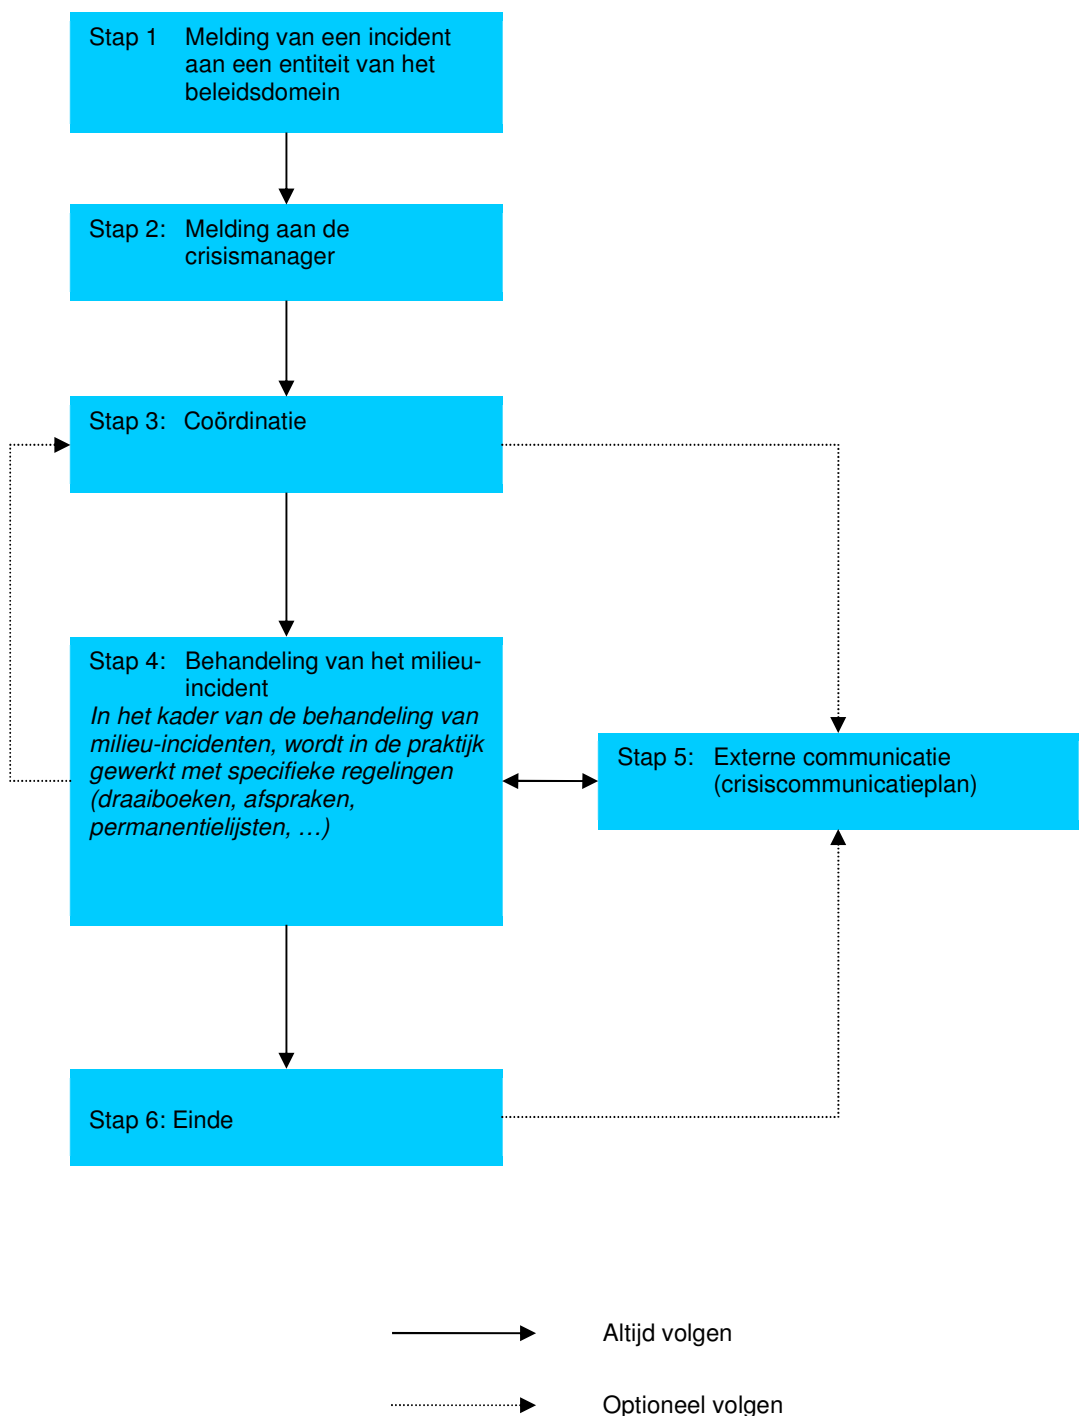 Stap 1 Melding van een incident
aan een entiteit van het
beleidsdomein
Stap 2: Melding aan de
crisismanager
Stap 3: Coördinatie
Stap 4: Behandeling van het milieu-
incident
In het kader van de behandeling van
milieu-incidenten, wordt in de praktijk
gewerkt met specifieke regelingen
(draaiboeken, afspraken,
permanentielijsten, …)
Stap 5: Externe communicatie
(crisiscommunicatieplan)
Stap 6: Einde
Altijd volgen
Optioneel volgen